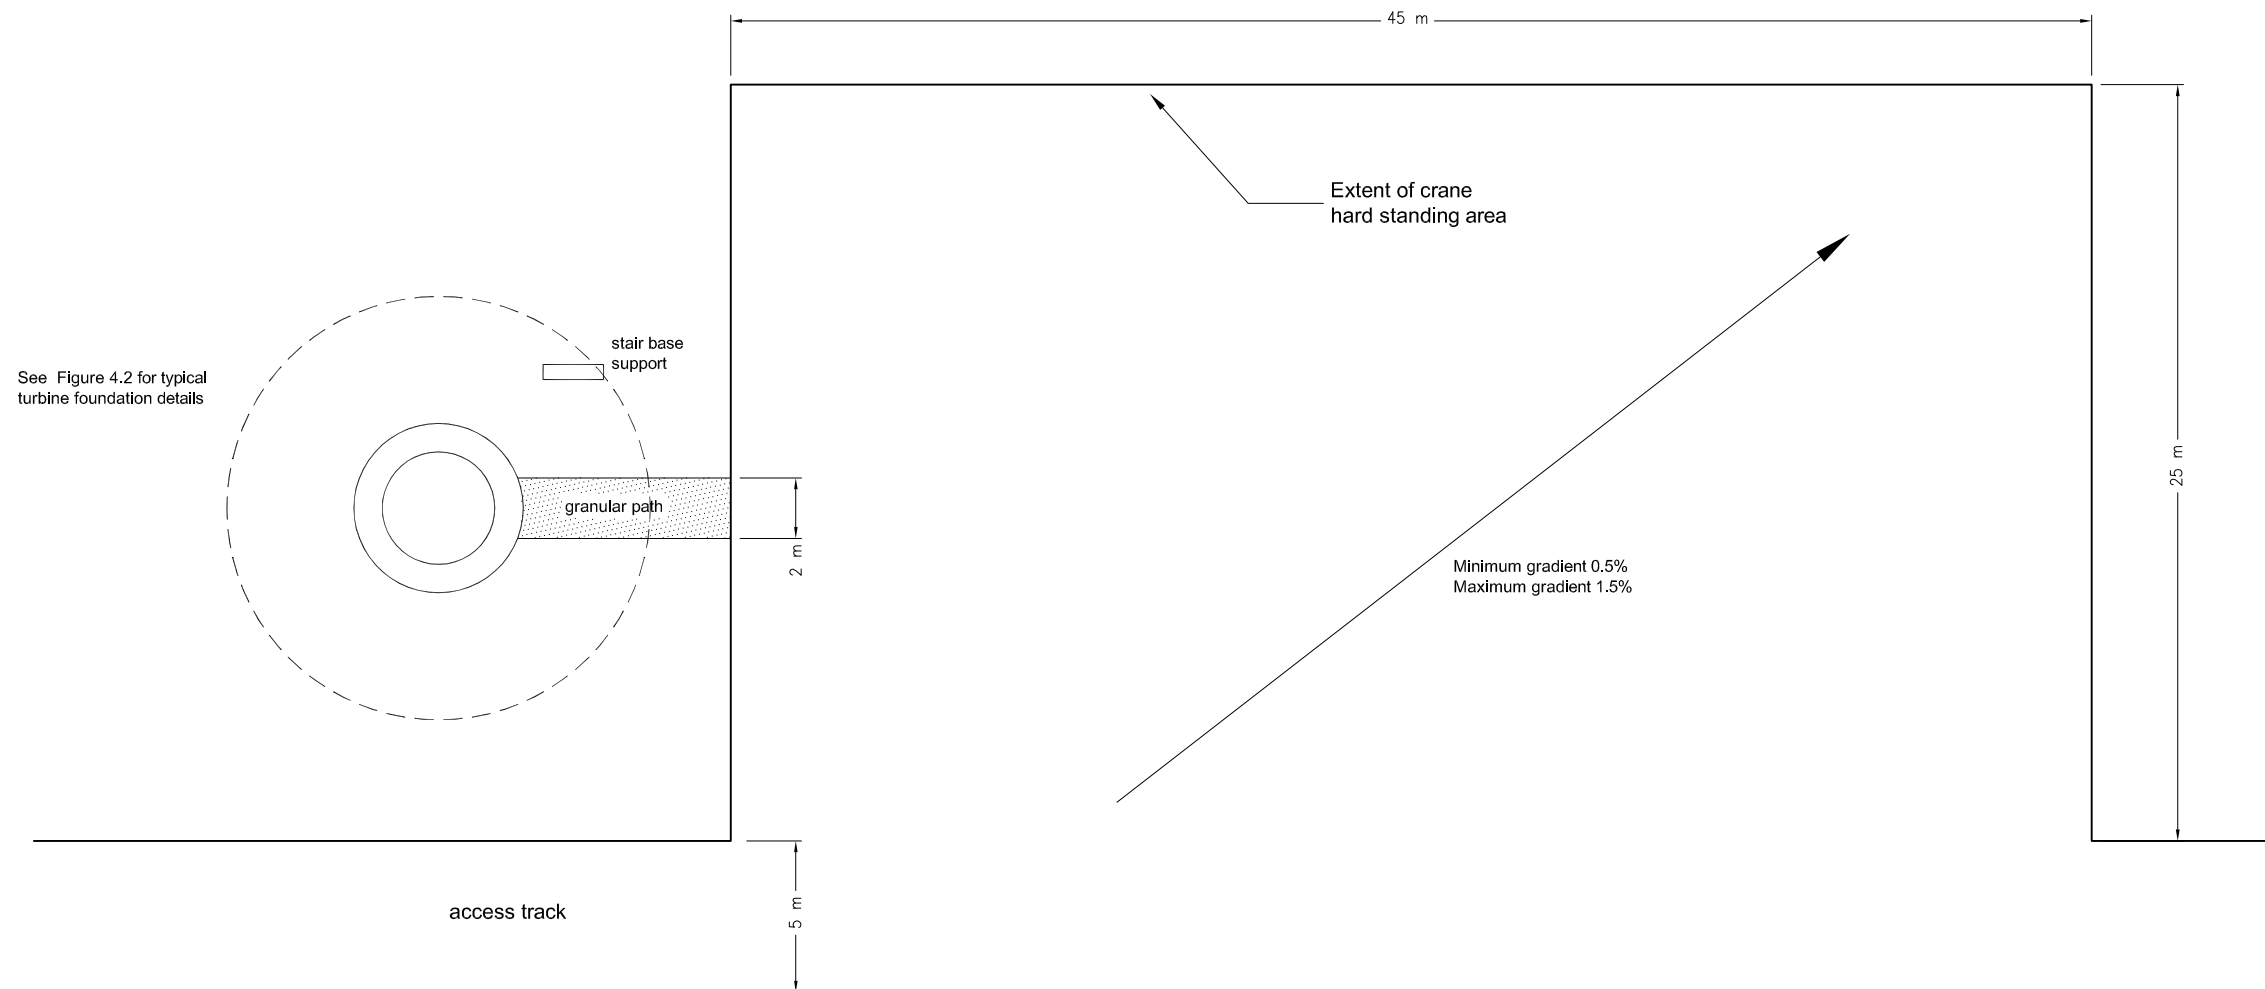 45 m
Extent of crane
hard standing area
stair base
support
See Figure 4.2 for typical
turbine foundation details
25 m
granular path
2 m
Minimum gradient 0.5%
Maximum gradient 1.5%
access track
5 m